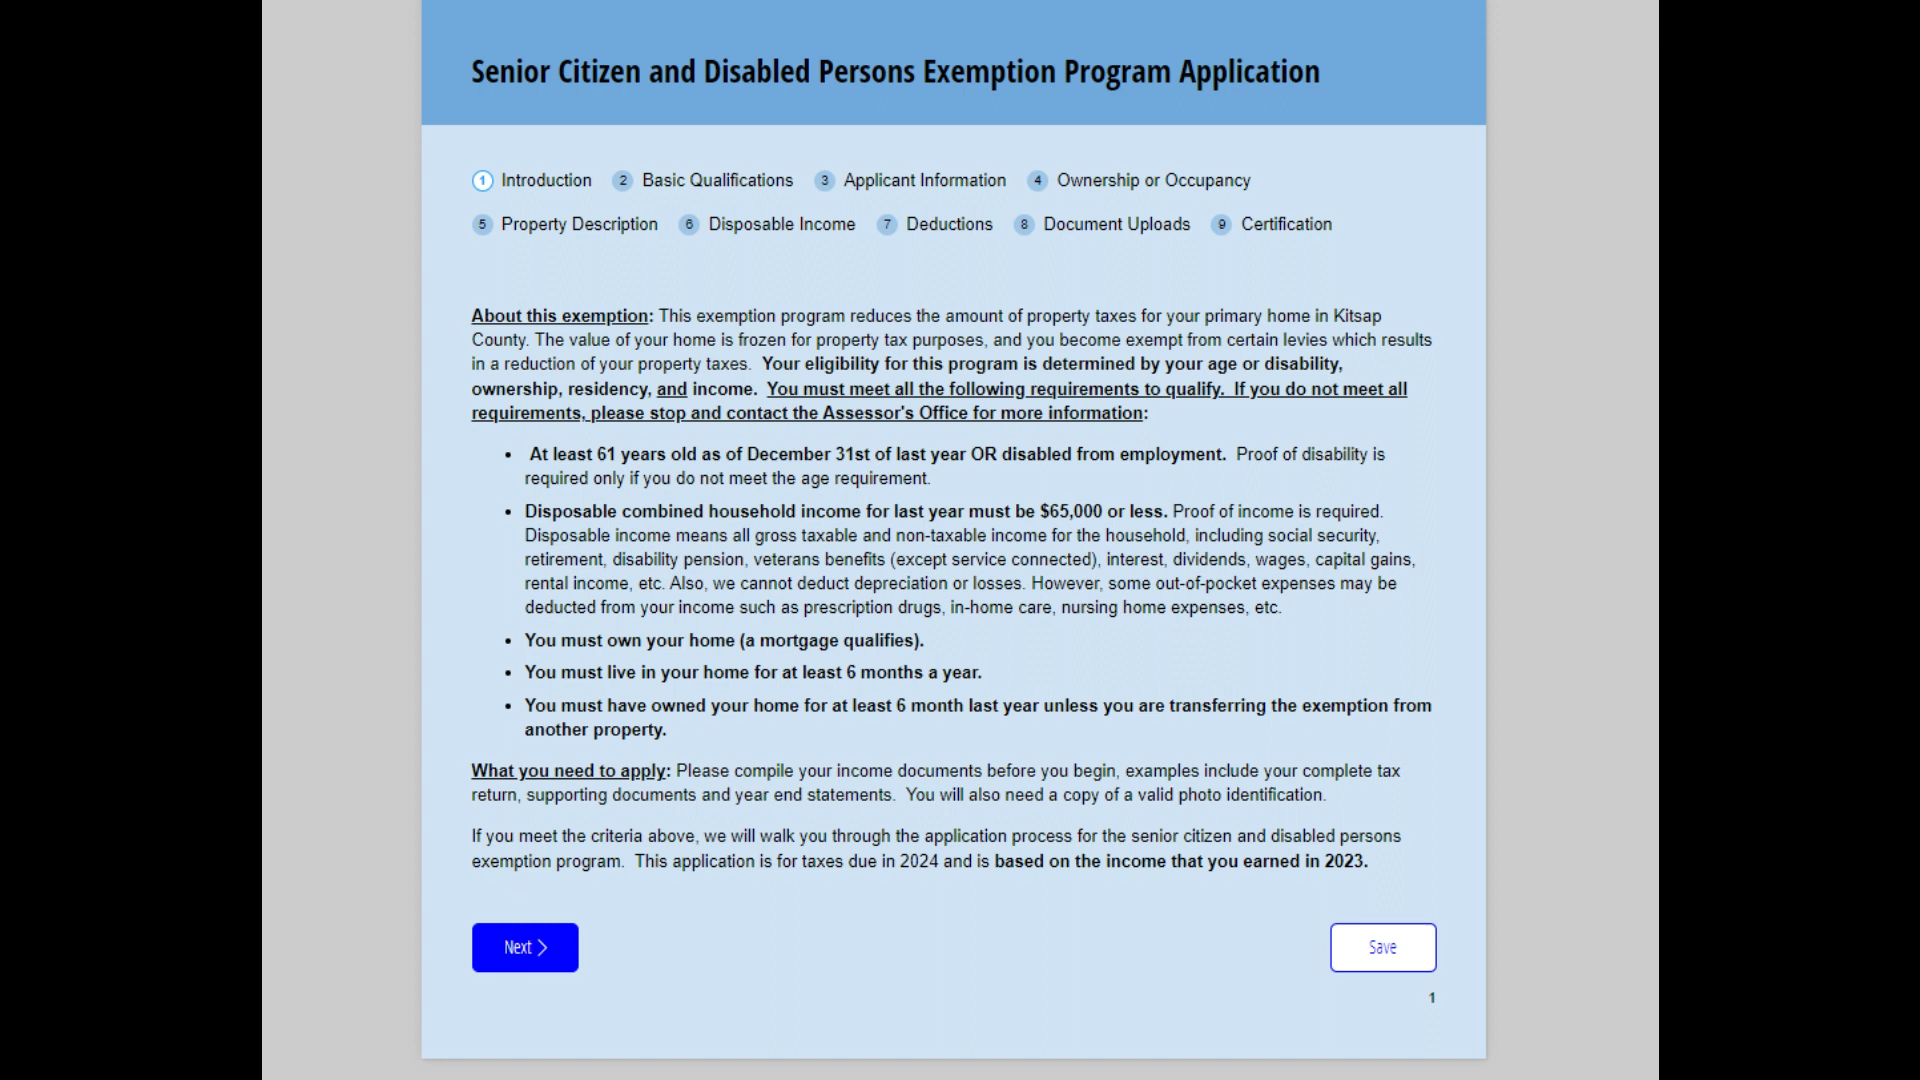 Senior Citizen and Disabled Persons Exemption Program Application
1 Introduction 2 Basic Qualifications 3 Applicant Information 4 Ownership or Occupancy
5 Property Description 6 Disposable Income 7 Deductions 8 Document Uploads 9 Certification
About this exemption: This exemption program reduces the amount of property taxes for your primary home in Kitsap
County. The value of your home is frozen for property tax purposes, and you become exempt from certain levies which results
in a reduction of your property taxes. Your eligibility for this program is determined by your age or disability,
ownership, residency, and income. You must meet all the following requirements to qualify. If you do not meet all
requirements, please stop and contact the Assessor's Office for more information:
• At least 61 years old as of December 31st of last year OR disabled from employment. Proof of disability is
required only if you do not meet the age requirement.
• Disposable combined household income for last year must be $65,000 or less. Proof of income is required.
Disposable income means all gross taxable and non-taxable income for the household, including social security,
retirement, disability pension, veterans benefits (except service connected), interest, dividends, wages, capital gains,
rental income, etc. Also, we cannot deduct depreciation or losses. However, some out-of-pocket expenses may be
deducted from your income such as prescription drugs, in-home care, nursing home expenses, etc.
• You must own your home (a mortgage qualifies).
• You must live in your home for at least 6 months a year.
• You must have owned your home for at least 6 month last year unless you are transferring the exemption from
another property.
What you need to apply: Please compile your income documents before you begin, examples include your complete tax
return, supporting documents and year end statements. You will also need a copy of a valid photo identification.
If you meet the criteria above, we will walk you through the application process for the senior citizen and disabled persons
exemption program. This application is for taxes due in 2024 and is based on the income that you earned in 2023.
Next >
Save
1